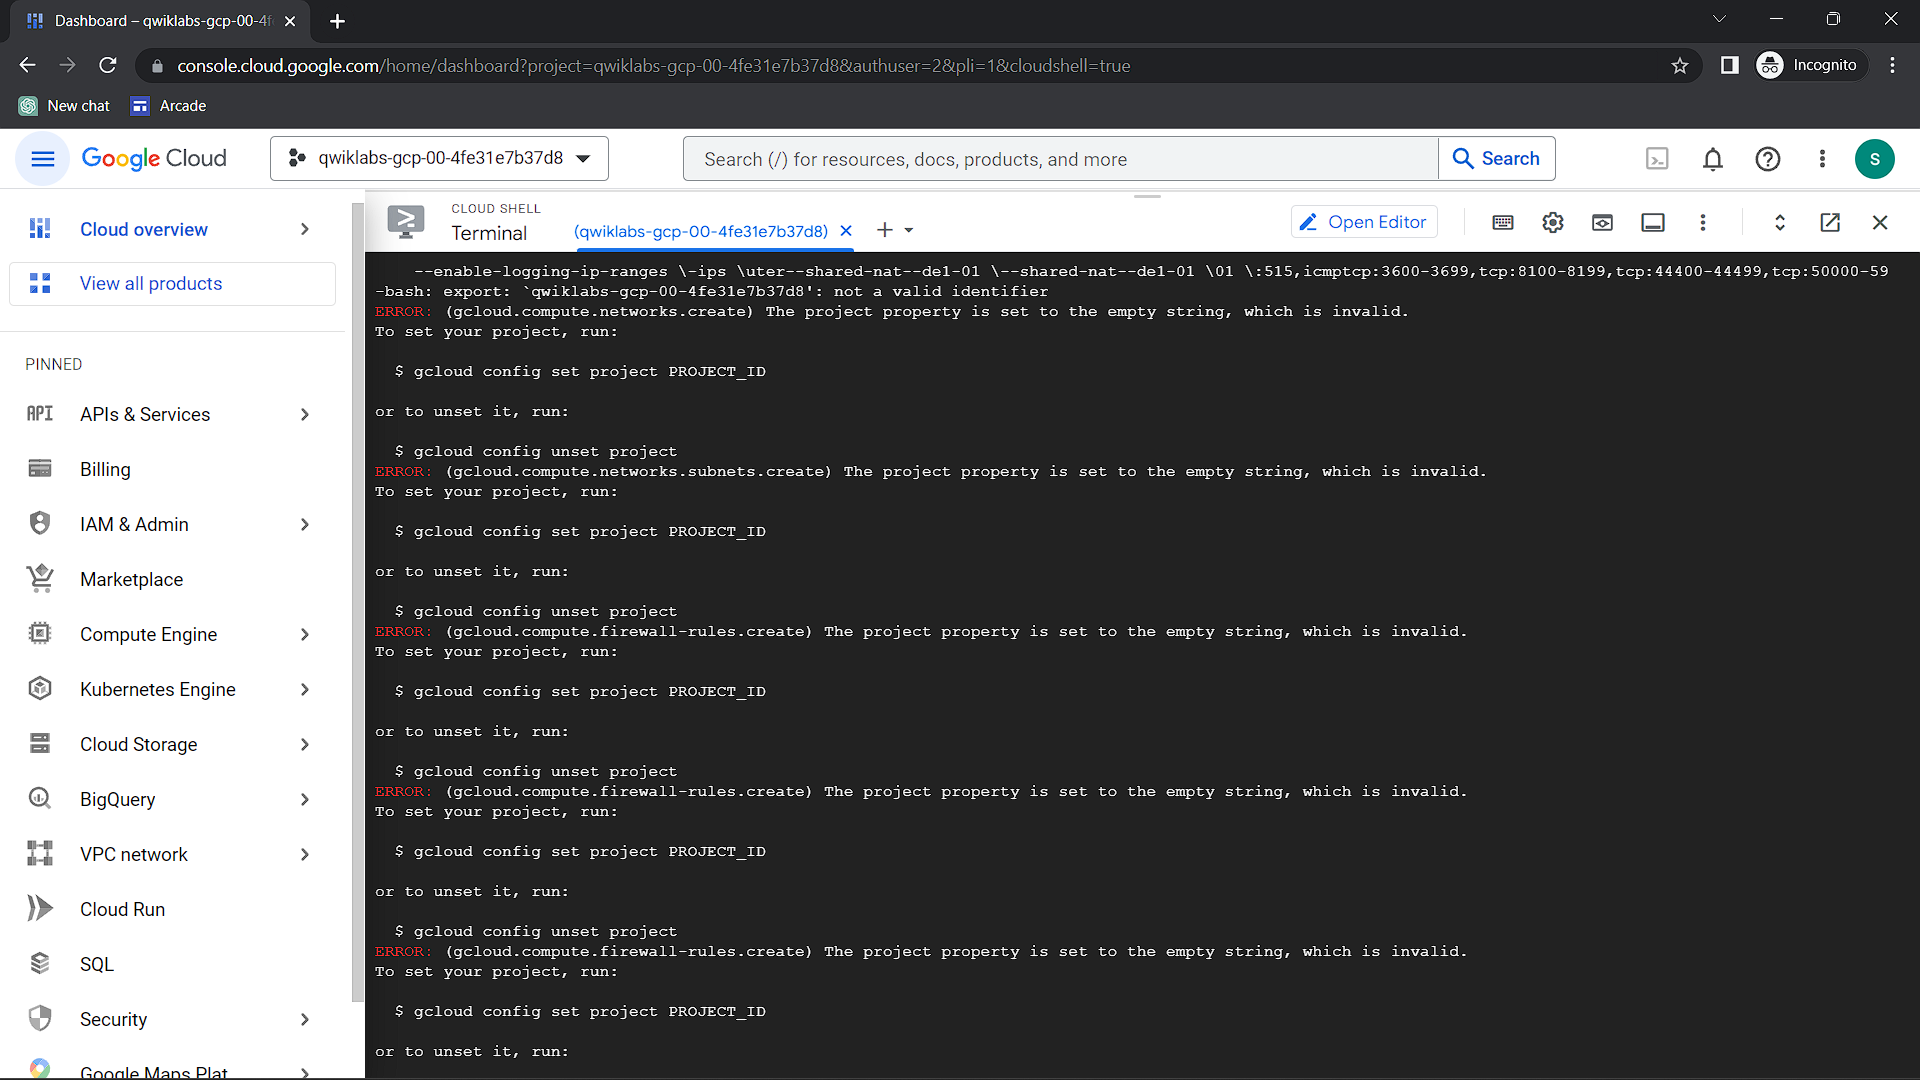 Dashboard – qwiklabs-gcp-00-4f
console.cloud.google.com/home/dashboard?project=qwiklabs-gcp-00-4fe31e7b37d8&authuser=2&pli=1&cloudshell=true
Incognito
New chat
Arcade
Google Cloud
qwiklabs-gcp-00-4fe31e7b37d8
Search (/) for resources, docs, products, and more
Search
S
Cloud overview
View all products
PINNED
API
APIs & Services
Billing
IAM & Admin
Marketplace
Compute Engine
Kubernetes Engine
Cloud Storage
BigQuery
VPC network
Cloud Run
SQL
Security
Google Maps Plat
CLOUD SHELL
Terminal
(qwiklabs-gcp-00-4fe31e7b37d8)
Open Editor
--enable-logging-ip-ranges \-ips \uter--shared-nat--de1-01 \--shared-nat--de1-01 \01 \:515,icmptcp:3600-3699,tcp:8100-8199,tcp:44400-44499,tcp:50000-59
-bash: export: `qwiklabs-gcp-00-4fe31e7b37d8': not a valid identifier
ERROR: (gcloud.compute.networks.create) The project property is set to the empty string, which is invalid.
To set your project, run:
$ gcloud config set project PROJECT_ID
or to unset it, run:
$ gcloud config unset project
ERROR: (gcloud.compute.networks.subnets.create) The project property is set to the empty string, which is invalid.
To set your project, run:
$ gcloud config set project PROJECT_ID
or to unset it, run:
$ gcloud config unset project
ERROR: (gcloud.compute.firewall-rules.create) The project property is set to the empty string, which is invalid.
To set your project, run:
$ gcloud config set project PROJECT_ID
or to unset it, run:
$ gcloud config unset project
ERROR: (gcloud.compute.firewall-rules.create) The project property is set to the empty string, which is invalid.
To set your project, run:
$ gcloud config set project PROJECT_ID
or to unset it, run:
$ gcloud config unset project
ERROR: (gcloud.compute.firewall-rules.create) The project property is set to the empty string, which is invalid.
To set your project, run:
$ gcloud config set project PROJECT_ID
or to unset it, run: